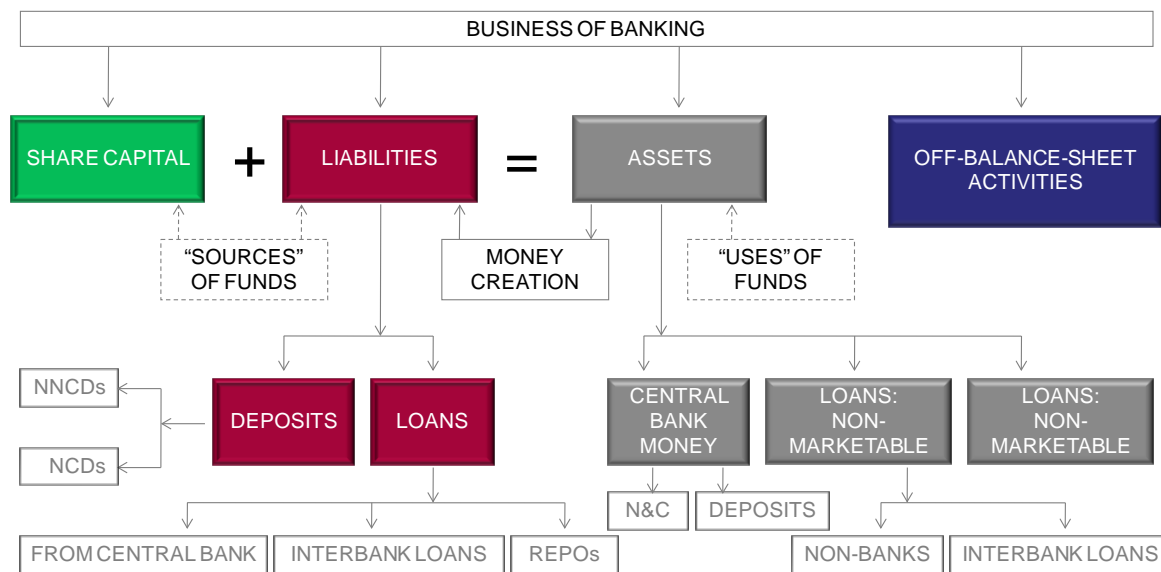 BUSINESS OF BANKING
SHARE CAPITAL
+
LIABILITIES
=
ASSETS
OFF-BALANCE-SHEET
ACTIVITIES
“SOURCES”
OF FUNDS
MONEY
CREATION
“USES” OF
FUNDS
NNCDs
NCDs
DEPOSITS
LOANS
CENTRAL
BANK
MONEY
LOANS:
NON-
MARKETABLE
LOANS:
NON-
MARKETABLE
N&C
DEPOSITS
FROM CENTRAL BANK
INTERBANK LOANS
REPOs
NON-BANKS
INTERBANK LOANS